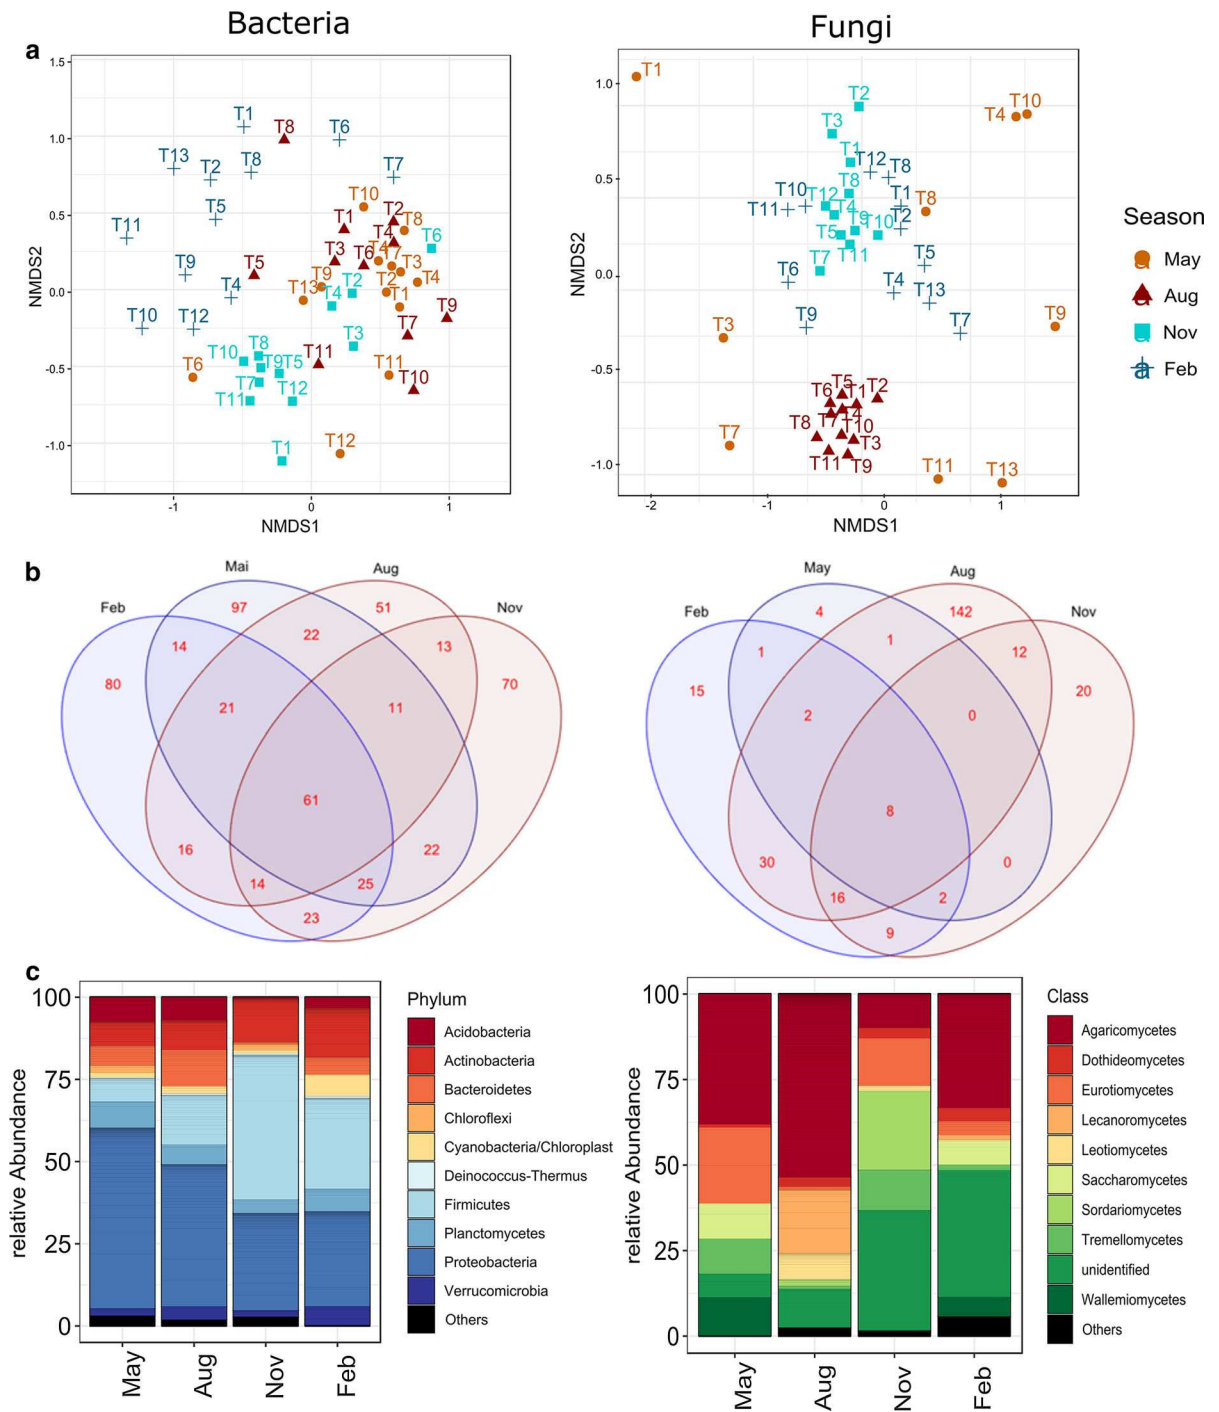 Bacteria
Fungi
a
1.5
1.0
0.5
0.0
-0.5
-1.0
NMDS2
-1
0
1
NMDS1
T1
T8
T6
T13
T2
T8
T7
T5
T10
T11
T1
T2
T8
T4
T6
T3
T6
T4
T7
T3
T9
T5
T9
T2
T4
T4
T13
T4
T2
T1
T9
T10
T12
T7
T3
T8
T10
T9
T5
T11
T11
T6
T7
T12
T10
T11
T1
T12
1.0
0.5
0.0
-0.5
-1.0
NMDS2
-2
-1
0
1
NMDS1
T1
T2
T10
T4
T3
T1
T12
T8
T8
T10
T12
T1
T8
T11
T4
T9
T10
T2
T5
T11
T5
T7
T6
T4
T13
T9
T7
T9
T3
T5
T6
T1
T2
T7
T4
T8
T7
T10
T3
T11
T9
T11
T13
Season
May
Aug
Nov
Feb
b
Feb
Mai
Aug
Nov
97
51
14
22
13
80
21
11
70
61
16
22
14
25
23
Feb
May
Aug
Nov
4
142
1
1
12
15
2
0
20
8
30
0
16
2
9
c
100
75
50
25
0
relative Abundance
May
Aug
Nov
Feb
Phylum
Acidobacteria
Actinobacteria
Bacteroidetes
Chloroflexi
Cyanobacteria/Chloroplast
Deinococcus-Thermus
Firmicutes
Planctomycetes
Proteobacteria
Verrucomicrobia
Others
100
75
50
25
0
relative Abundance
May
Aug
Nov
Feb
Class
Agaricomycetes
Dothideomycetes
Eurotiomycetes
Lecanoromycetes
Leotiomycetes
Saccharomycetes
Sordariomycetes
Tremellomycetes
unidentified
Wallemiomycetes
Others